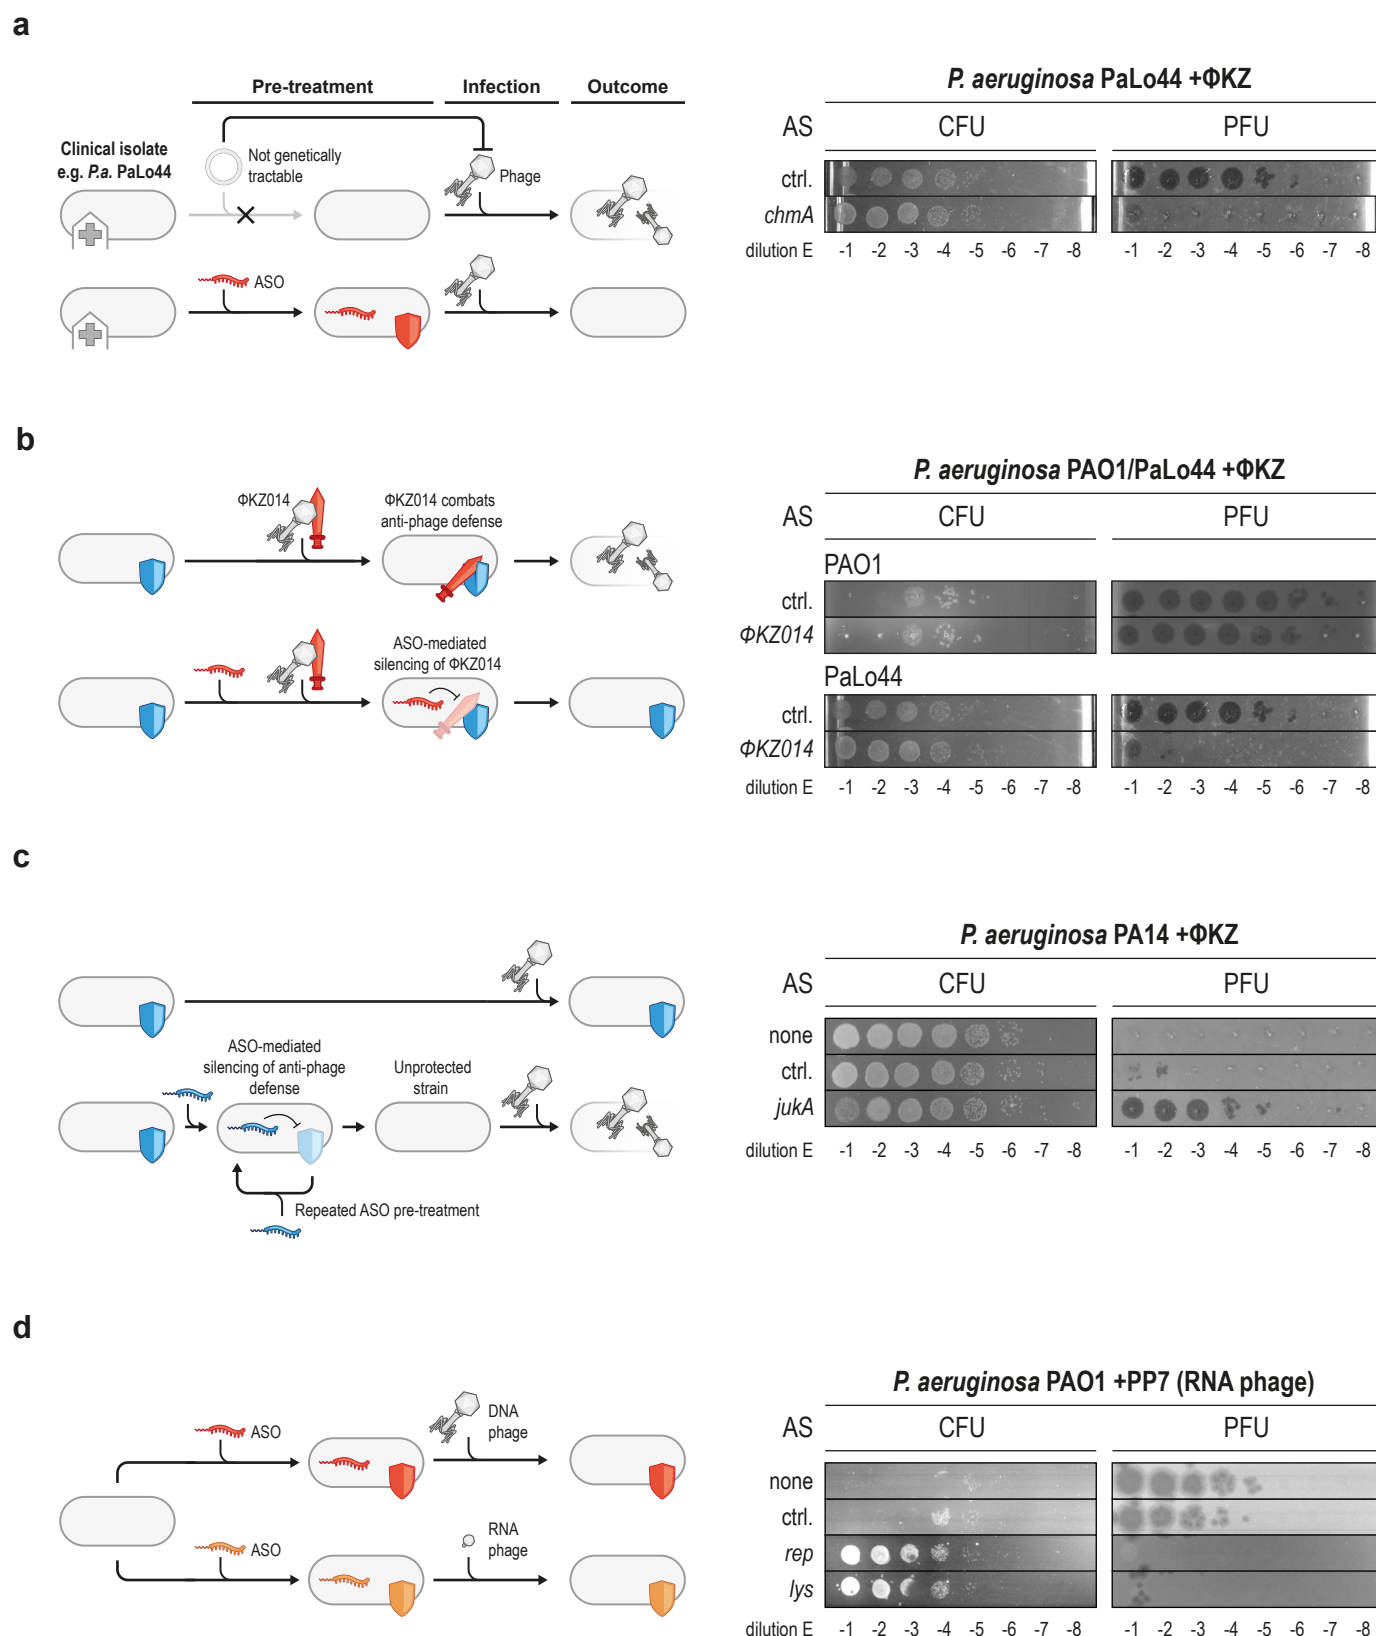 a
Pre-treatment
Infection
Outcome
Clinical isolate
e.g. P.a. PaLo44
Not genetically
tractable
Phage
ASO
P. aeruginosa PaLo44 +ΦKZ
AS
CFU
PFU
ctrl.
chmA
dilution E
-1 -2 -3 -4 -5 -6 -7 -8
-1 -2 -3 -4 -5 -6 -7 -8
b
ΦKZ014
ΦKZ014 combats
anti-phage defense
ASO-mediated
silencing of ΦKZ014
P. aeruginosa PAO1/PaLo44 +ΦKZ
AS
CFU
PFU
PAO1
ctrl.
ΦKZ014
PaLo44
ctrl.
ΦKZ014
dilution E
-1 -2 -3 -4 -5 -6 -7 -8
-1 -2 -3 -4 -5 -6 -7 -8
c
ASO-mediated
silencing of anti-phage
defense
Unprotected
strain
Repeated ASO pre-treatment
P. aeruginosa PA14 +ΦKZ
AS
CFU
PFU
none
ctrl.
jukA
dilution E
-1 -2 -3 -4 -5 -6 -7 -8
-1 -2 -3 -4 -5 -6 -7 -8
d
ASO
DNA
phage
ASO
RNA
phage
P. aeruginosa PAO1 +PP7 (RNA phage)
AS
CFU
PFU
none
ctrl.
rep
lys
dilution E
-1 -2 -3 -4 -5 -6 -7 -8
-1 -2 -3 -4 -5 -6 -7 -8